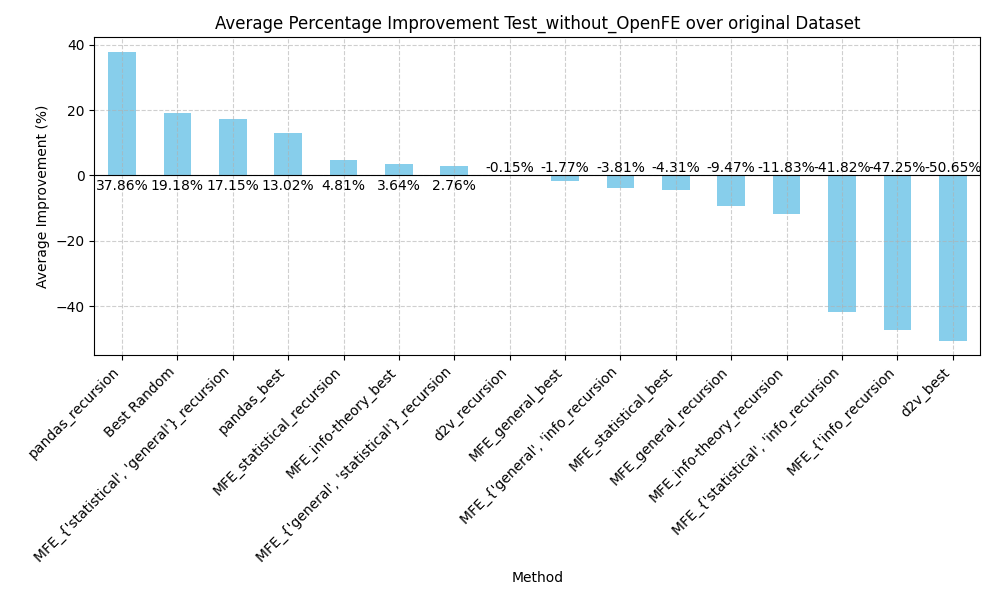 Average Percentage Improvement Test_without_OpenFE over original Dataset
Average Improvement (%)
40
20
0
−20
−40
37.86%
19.18%
17.15%
13.02%
4.81%
3.64%
2.76%
-0.15%
-1.77%
-3.81%
-4.31%
-9.47%
-11.83%
-41.82%
-47.25%
-50.65%
pandas_recursion
Best Random
MFE_{'statistical', 'general'}_recursion
pandas_best
MFE_statistical_recursion
MFE_info-theory_best
MFE_{'general', 'statistical'}_recursion
d2v_recursion
MFE_general_best
MFE_{'general', 'info_recursion
MFE_statistical_best
MFE_general_recursion
MFE_info-theory_recursion
MFE_{'statistical', 'info_recursion
MFE_{'info_recursion
d2v_best
Method